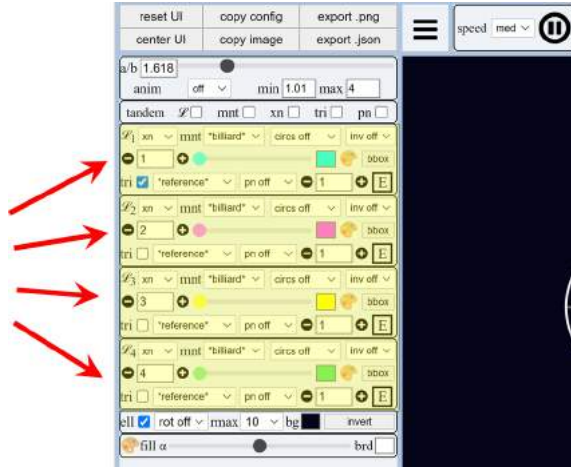 reset UI copy config export .png
speed med
center UI copy image export .json
a/b 1.618
anim off min 1.01 max 4
tandem ℒ mnt xn tri pn
ℒ1 xn mnt *billiard* circs off inv off
1 bbox
tri *reference* pn off 1 E
ℒ2 xn mnt *billiard* circs off inv off
2 bbox
tri *reference* pn off 1 E
ℒ3 xn mnt *billiard* circs off inv off
3 bbox
tri *reference* pn off 1 E
ℒ4 xn mnt *billiard* circs off inv off
4 bbox
tri *reference* pn off 1 E
ell rot off rmax 10 bg invert
fill α brd